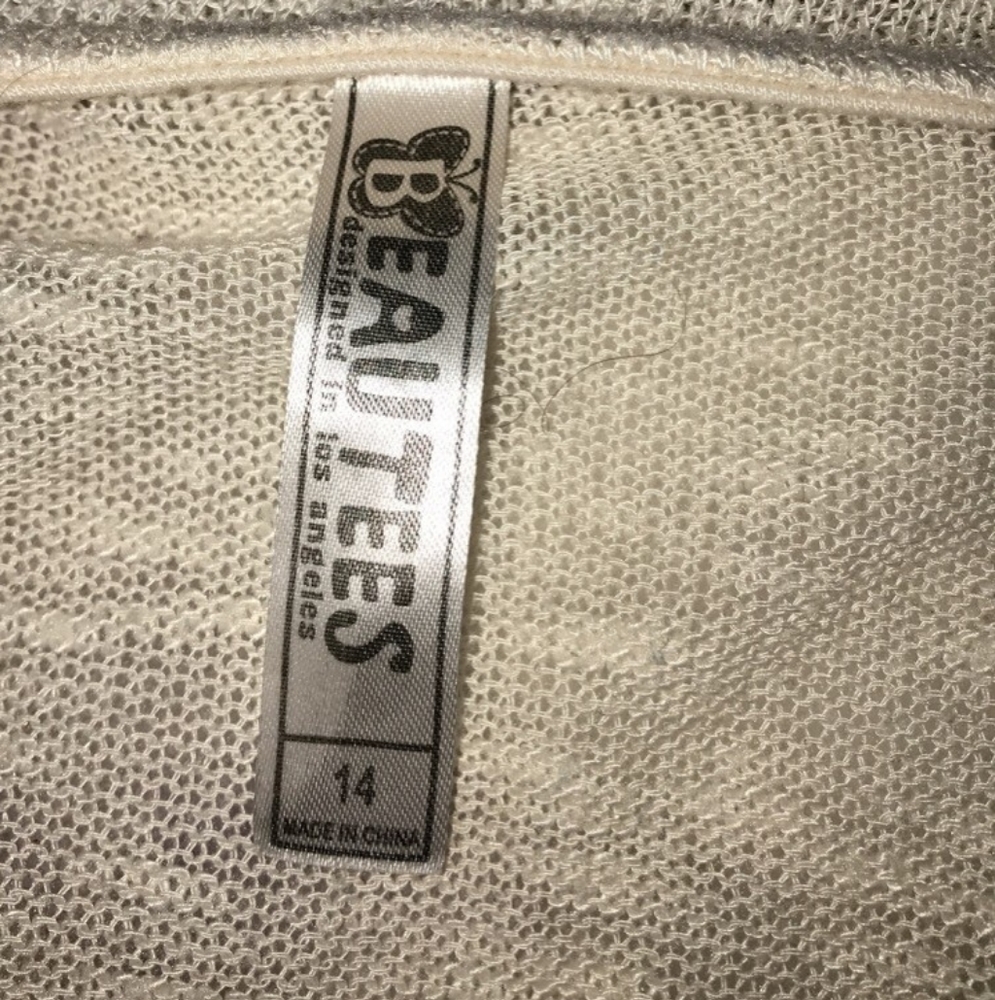 BEAUTEES
designed in los angeles
14
MADE IN CHINA